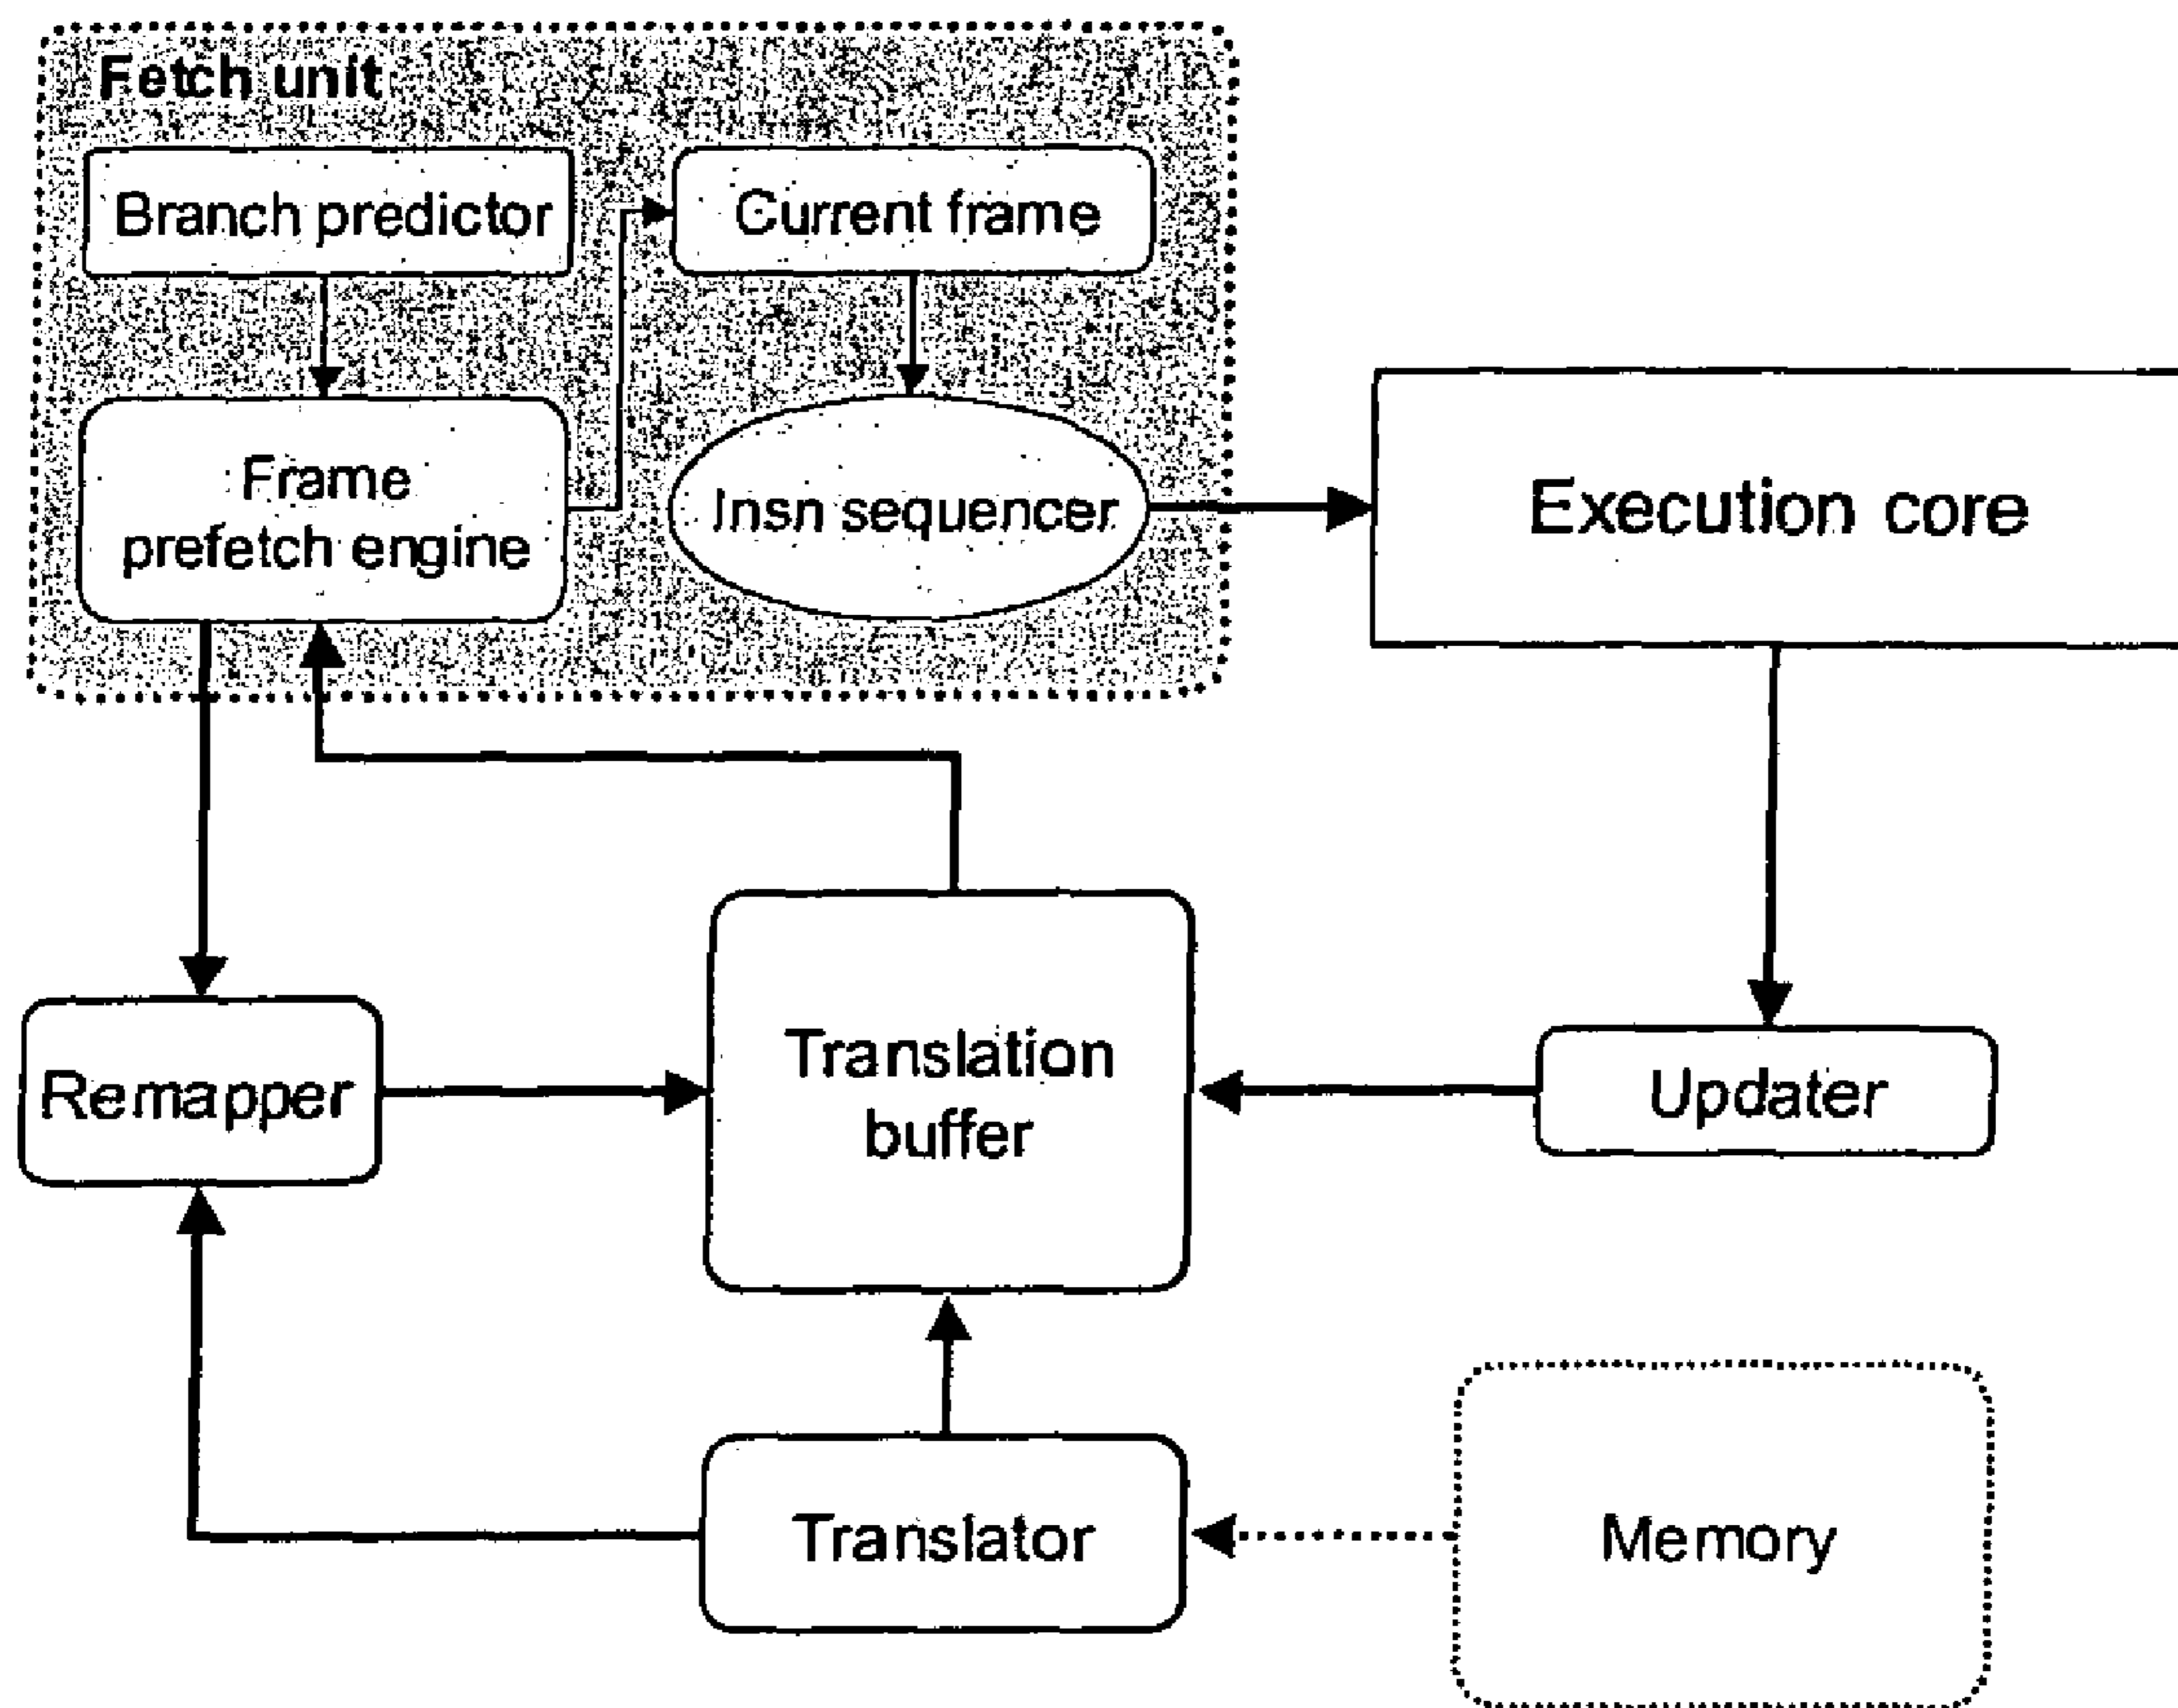 Fetch unit
Branch predictor
Current frame
Frame
prefetch engine
Insn sequencer
Execution core
Remapper
Translation
buffer
Updater
Translator
Memory